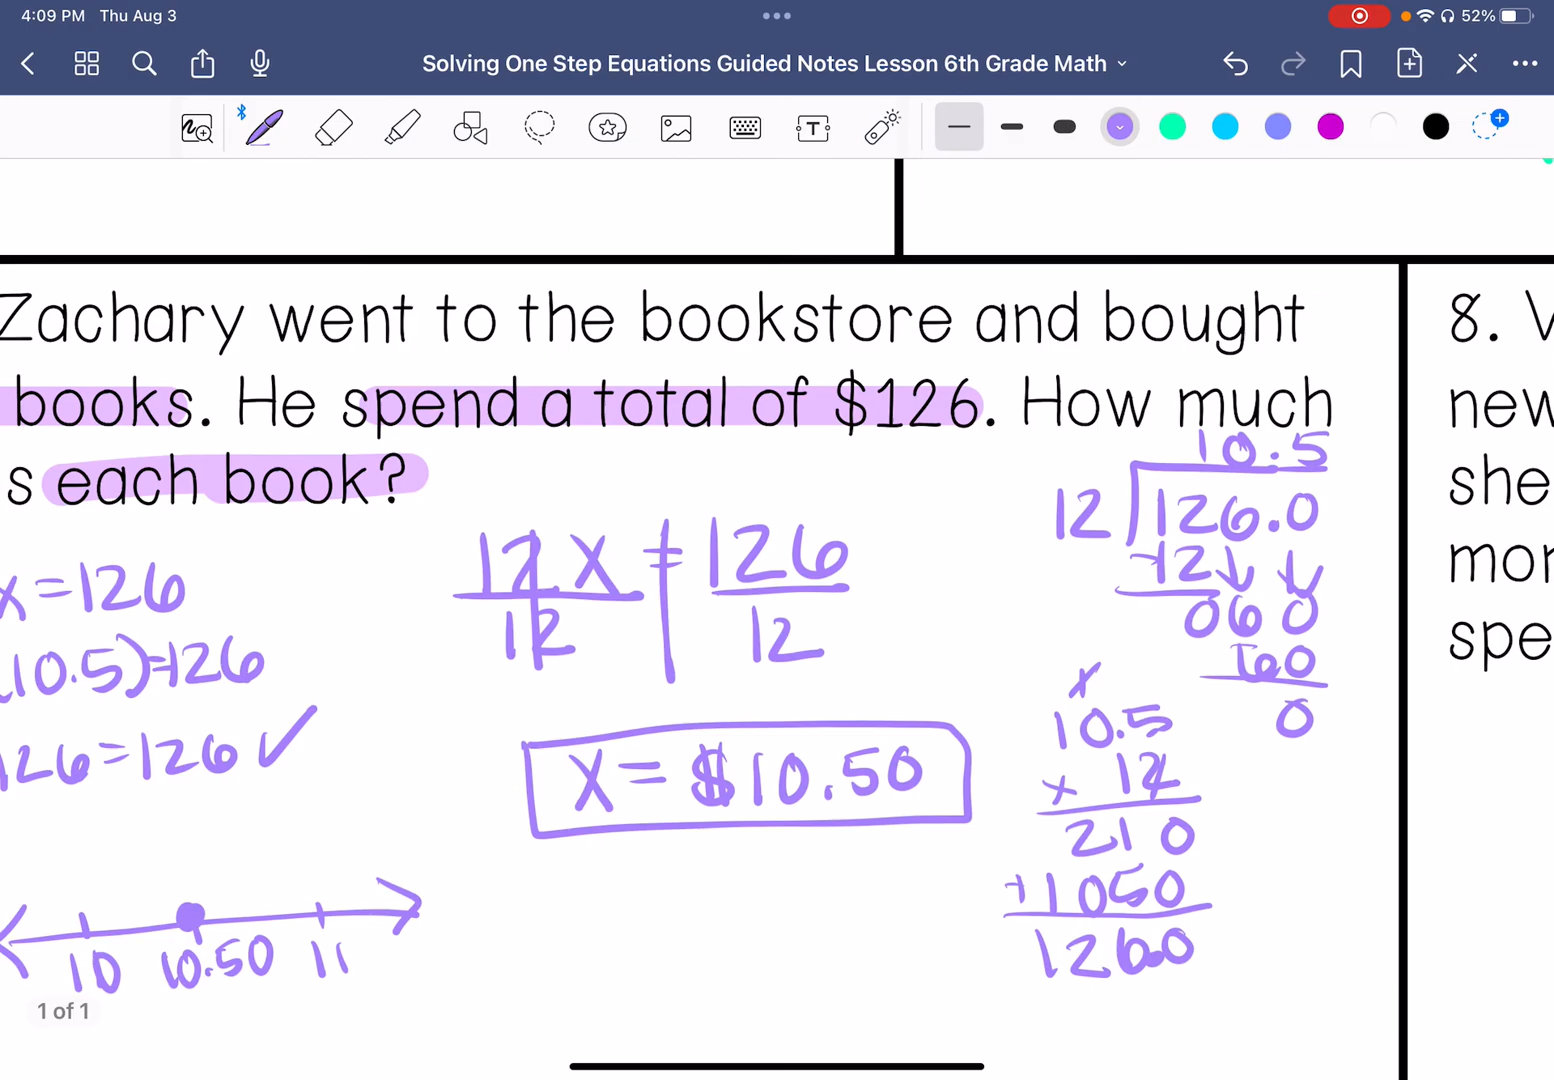 4:09 PM Thu Aug 3
52%
Solving One Step Equations Guided Notes Lesson 6th Grade Math
T
Zachary went to the bookstore and bought
books. He spend a total of $126. How much
s each book?
x = 126
(10.5) = 126
126 = 126 ✓
10 10.50 11
12x = 126
12 12
x = $10.50
10.5
12 126.0
-12
060
-60
0
10.5
x 12
210
+1050
126.0
8.
new
she
mor
spe
1 of 1